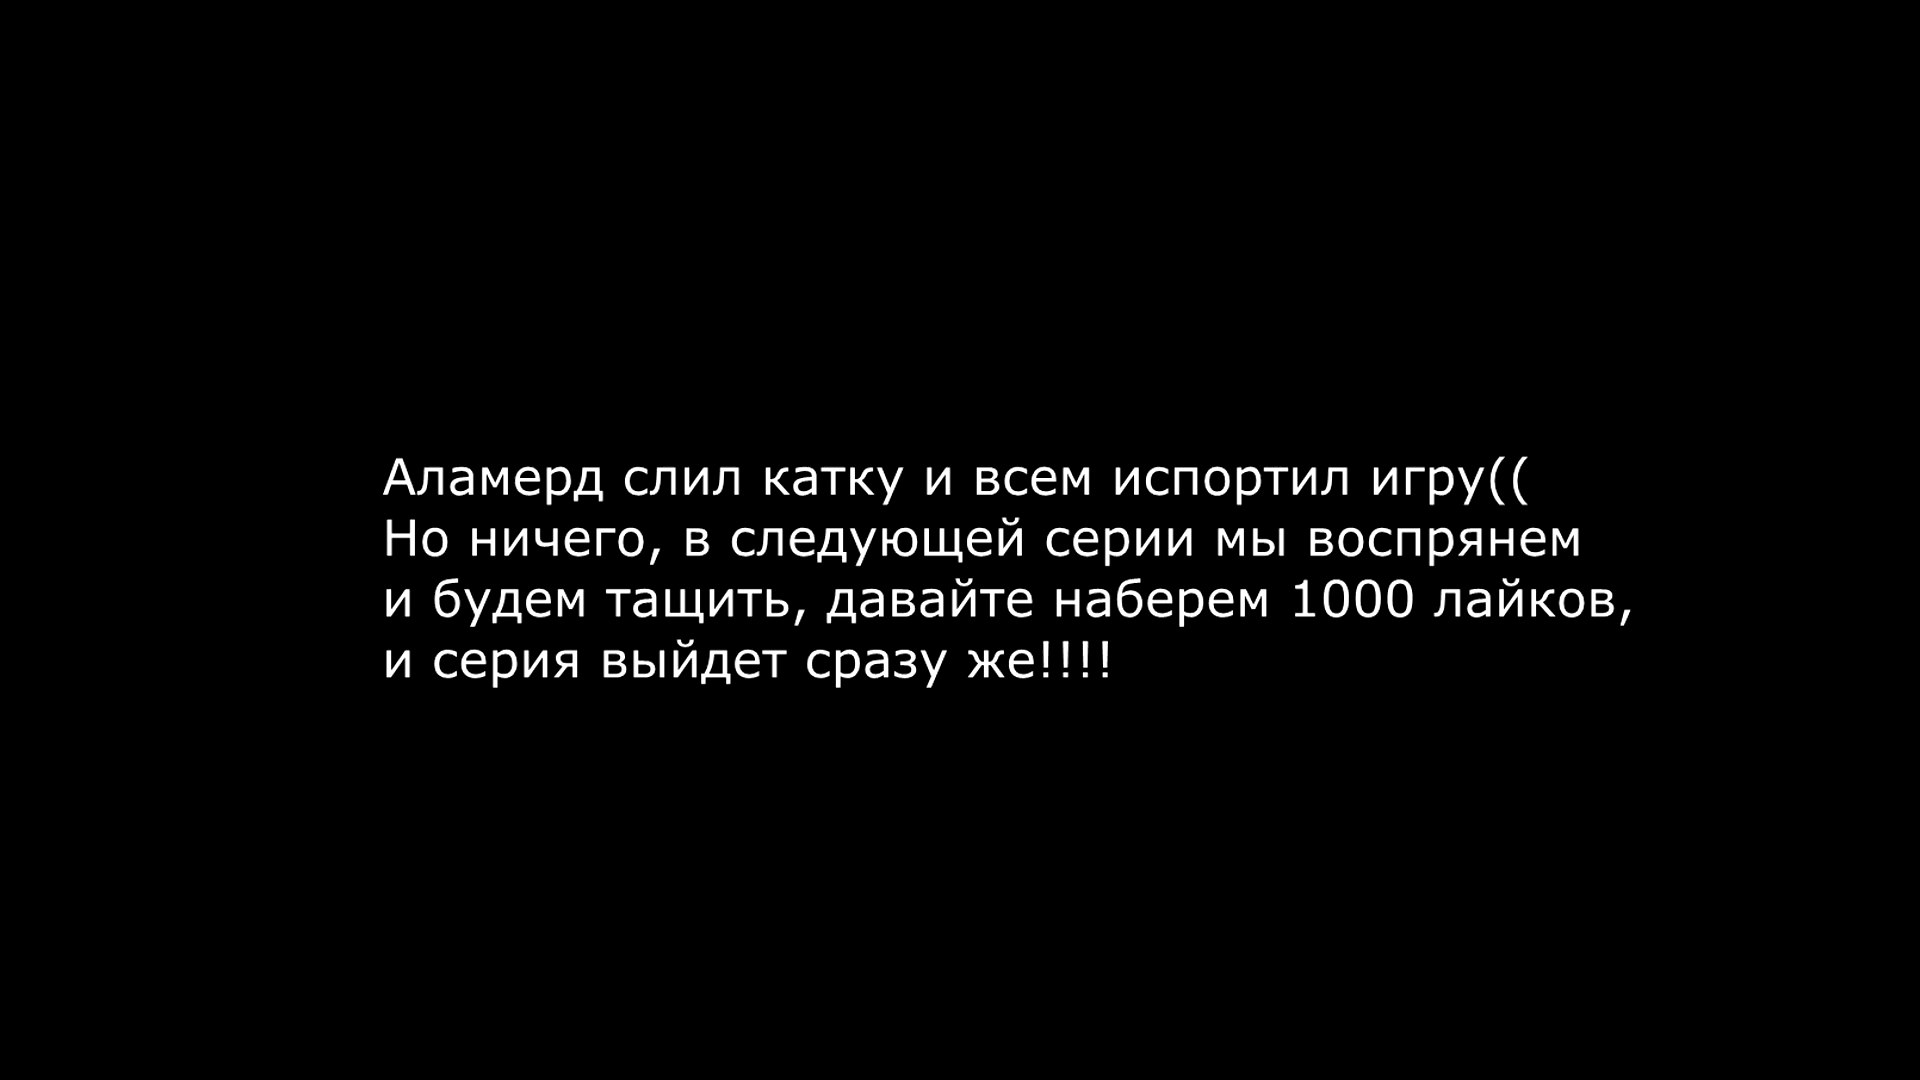 Аламерд слил катку и всем испортил игру((
Но ничего, в следующей серии мы воспрянем
и будем тащить, давайте наберем 1000 лайков,
и серия выйдет сразу же!!!!